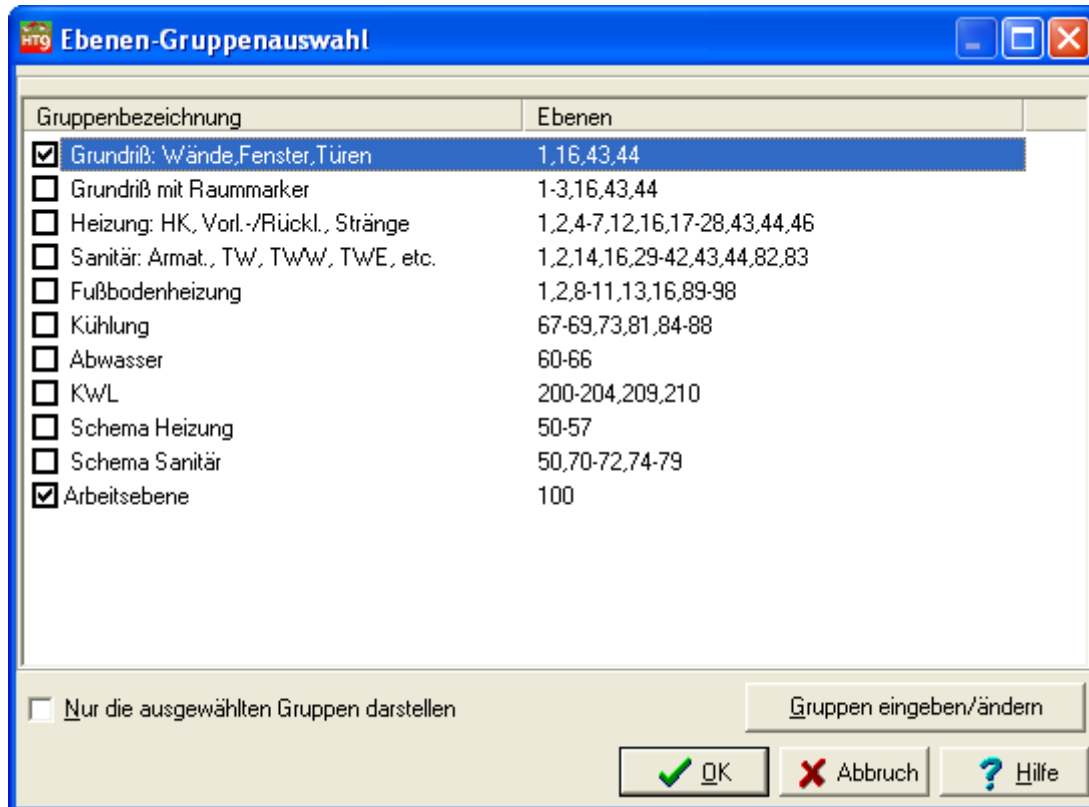 HT9 Ebenen-Gruppenauswahl
Gruppenbezeichnung Ebenen
Grundriß: Wände,Fenster,Türen 1,16,43,44
Grundriß mit Raummarker 1-3,16,43,44
Heizung: HK, Vorl.-/Rückl., Stränge 1,2,4-7,12,16,17-28,43,44,46
Sanitär: Armat., TW, TWW, TWE, etc. 1,2,14,16,29-42,43,44,82,83
Fußbodenheizung 1,2,8-11,13,16,89-98
Kühlung 67-69,73,81,84-88
Abwasser 60-66
KWL 200-204,209,210
Schema Heizung 50-57
Schema Sanitär 50,70-72,74-79
Arbeitsebene 100
Nur die ausgewählten Gruppen darstellen Gruppen eingeben/ändern
OK Abbruch Hilfe